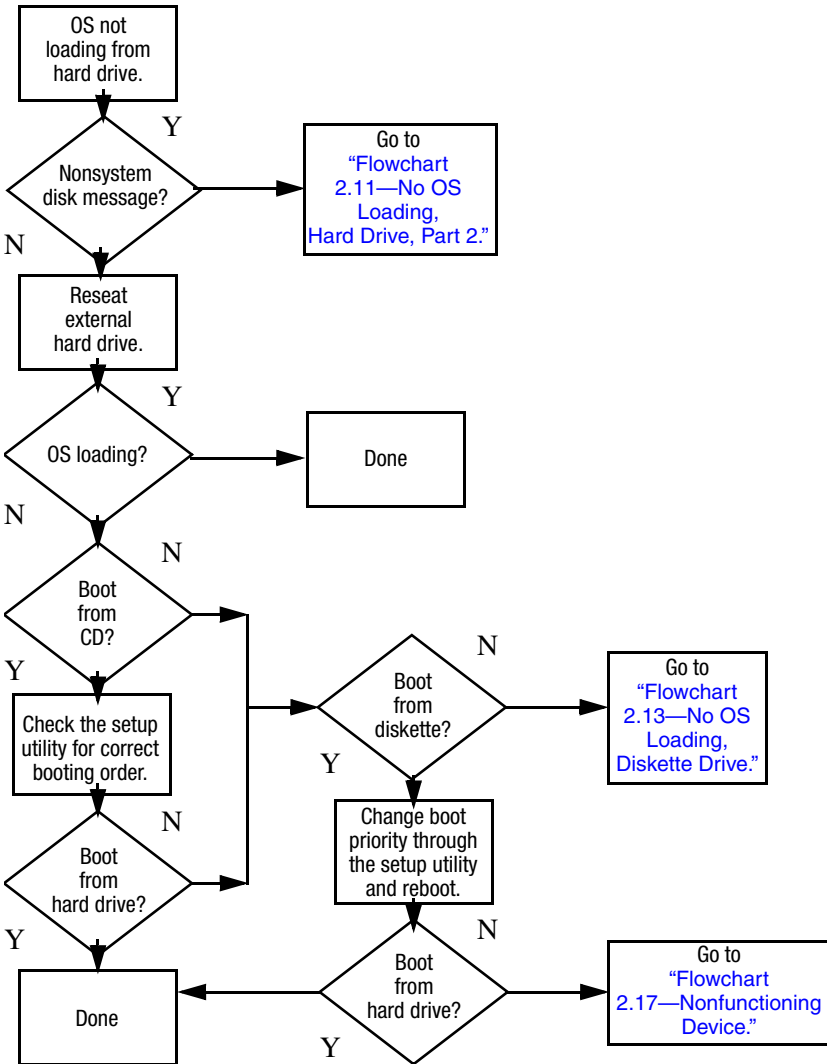 OS not
loading from
hard drive.
Y
Nonsystem
disk message?
Go to
“Flowchart
2.11—No OS
Loading,
Hard Drive, Part 2.”
N
Reseat
external
hard drive.
Y
OS loading?
Done
N
N
Boot
from
CD?
Y
Check the setup
utility for correct
booting order.
N
Boot
from
hard drive?
Y
Done
N
Boot
from
diskette?
Go to
“Flowchart
2.13—No OS
Loading,
Diskette Drive.”
Y
Change boot
priority through
the setup utility
and reboot.
N
Boot
from
hard drive?
Y
Go to
“Flowchart
2.17—Nonfunctioning
Device.”